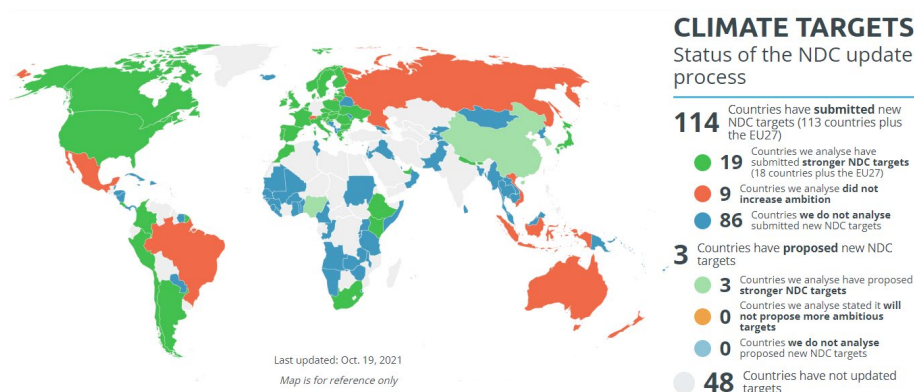 CLIMATE TARGETS
Status of the NDC update
process
114 Countries have submitted new
NDC targets (113 countries plus
the EU27)
19 Countries we analyse have
submitted stronger NDC targets
(18 countries plus the EU27)
9 Countries we analyse did not
increase ambition
86 Countries we do not analyse
submitted new NDC targets
3 Countries have proposed new NDC
targets
3 Countries we analyse have proposed
stronger NDC targets
0 Countries we analyse stated it will
not propose more ambitious
targets
0 Countries we do not analyse
proposed new NDC targets
48 Countries have not updated
targets
Last updated: Oct. 19, 2021
Map is for reference only